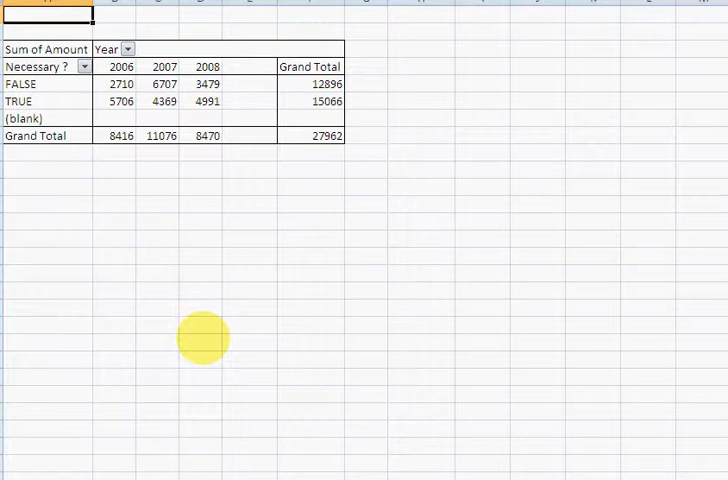 Sum of Amount Year
Necessary ? 2006 2007 2008 Grand Total
FALSE 2710 6707 3479 12896
TRUE 5706 4369 4991 15066
(blank)
Grand Total 8416 11076 8470 27962